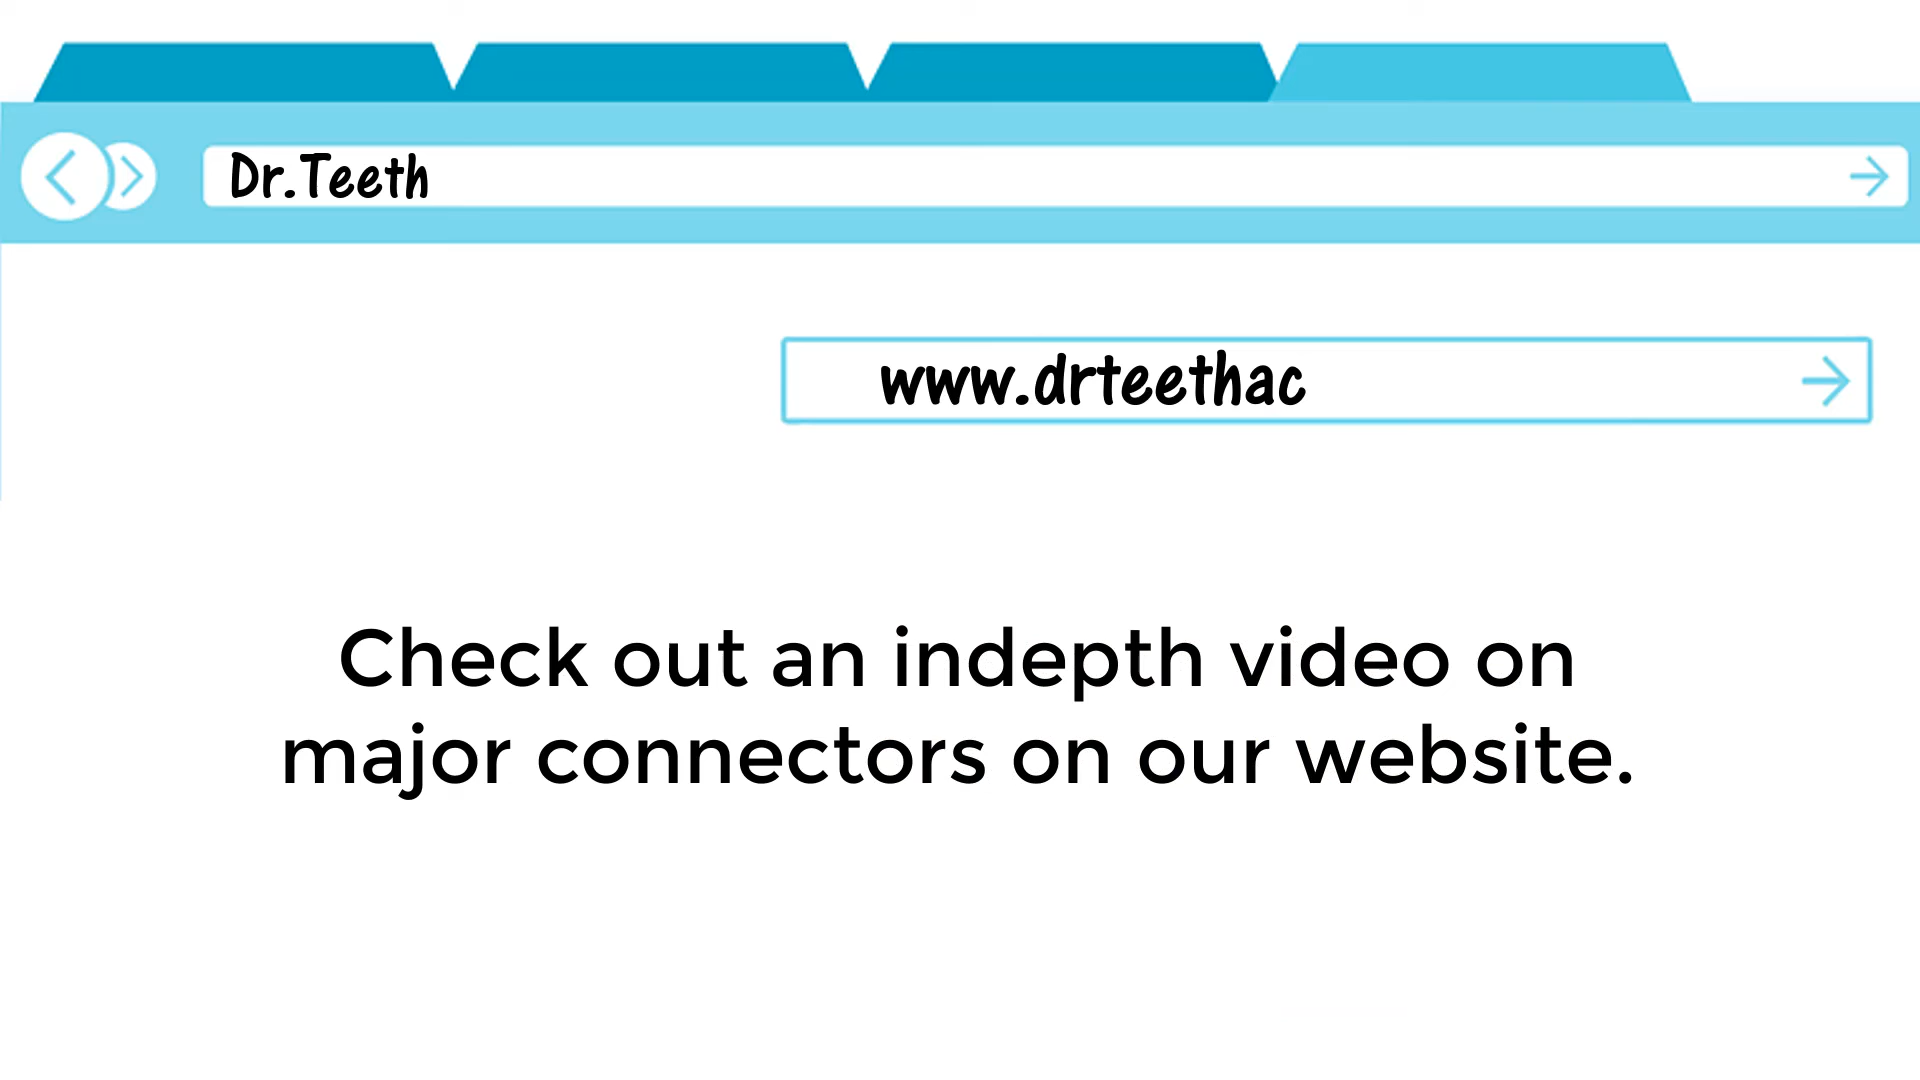 Dr.Teeth
www.drteethac
Check out an indepth video on
major connectors on our website.